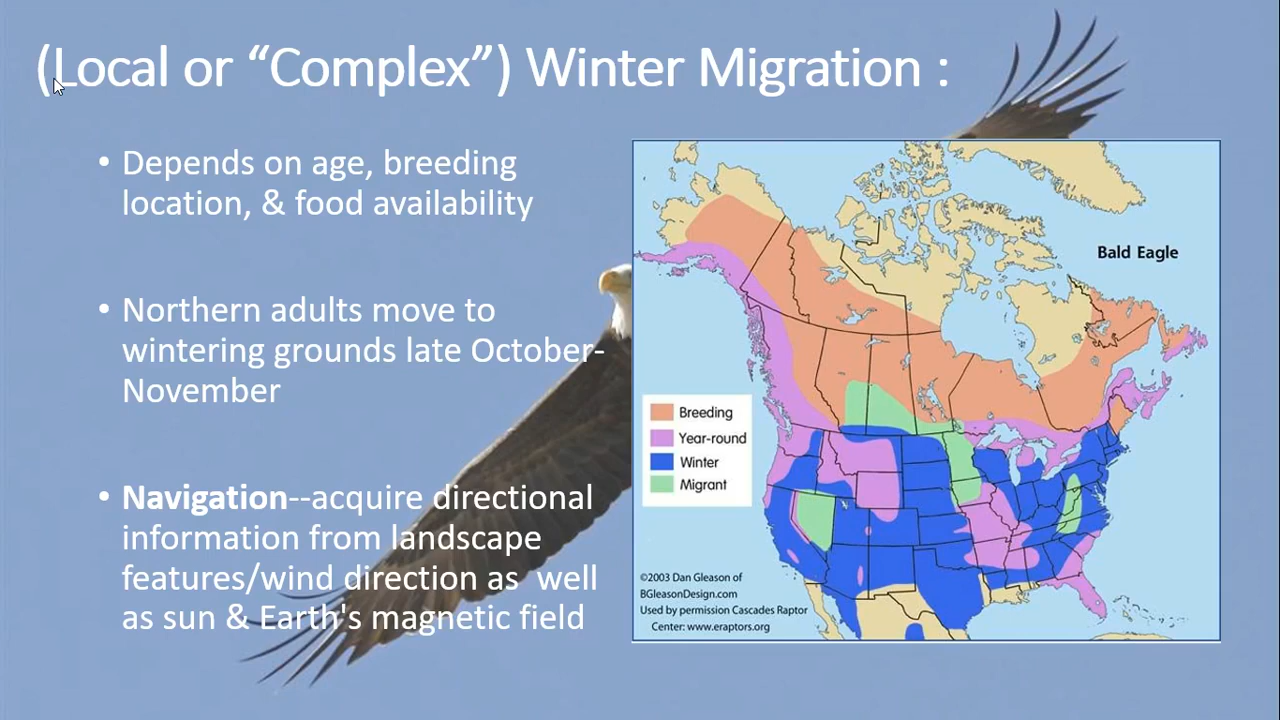 (Local or “Complex”) Winter Migration :
• Depends on age, breeding
location, & food availability
• Northern adults move to
wintering grounds late October-
November
• Navigation--acquire directional
information from landscape
features/wind direction as  well
as sun & Earth's magnetic field
Bald Eagle
Breeding
Year-round
Winter
Migrant
©2003 Dan Gleason of
BGleasonDesign.com
Used by permission Cascades Raptor
Center: www.eraptors.org